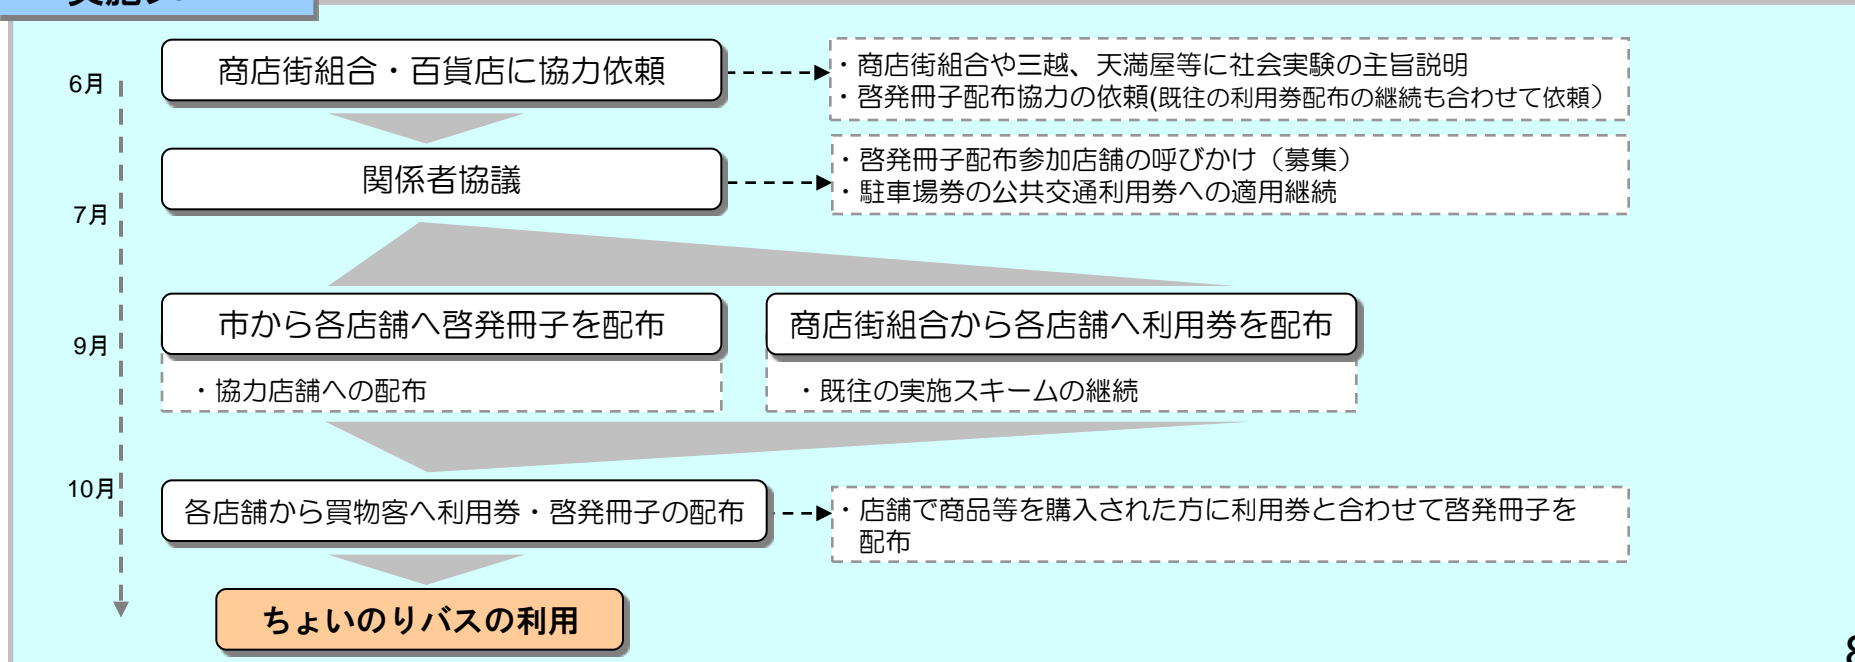 6月
商店街組合・百貨店に協力依頼
・商店街組合や三越、天満屋等に社会実験の主旨説明
・啓発冊子配布協力の依頼(既往の利用券配布の継続も合わせて依頼）
関係者協議
・啓発冊子配布参加店舗の呼びかけ（募集）
・駐車場券の公共交通利用券への適用継続
7月
市から各店舗へ啓発冊子を配布
商店街組合から各店舗へ利用券を配布
9月
・協力店舗への配布
・既往の実施スキームの継続
10月
各店舗から買物客へ利用券・啓発冊子の配布
・店舗で商品等を購入された方に利用券と合わせて啓発冊子を
配布
ちょいのりバスの利用